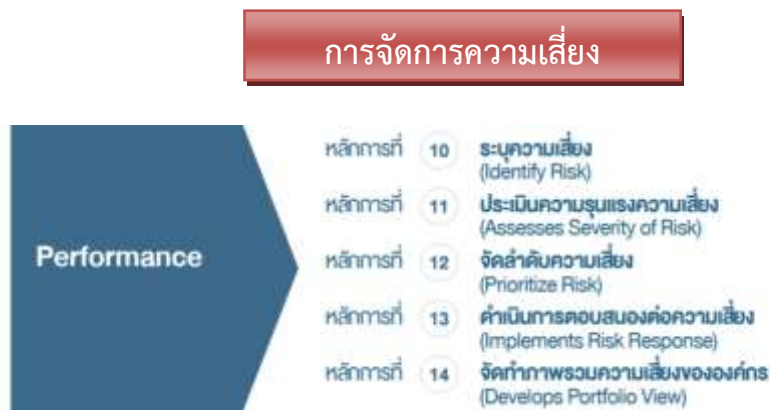 การจัดการความเสี่ยง
Performance
หลักการที่ 10 ระบุความเสี่ยง
(Identify Risk)
หลักการที่ 11 ประเมินความรุนแรงความเสี่ยง
(Assesses Severity of Risk)
หลักการที่ 12 จัดลำดับความเสี่ยง
(Prioritize Risk)
หลักการที่ 13 ดำเนินการตอบสนองต่อความเสี่ยง
(Implements Risk Response)
หลักการที่ 14 จัดทำภาพรวมความเสี่ยงขององค์กร
(Develops Portfolio View)